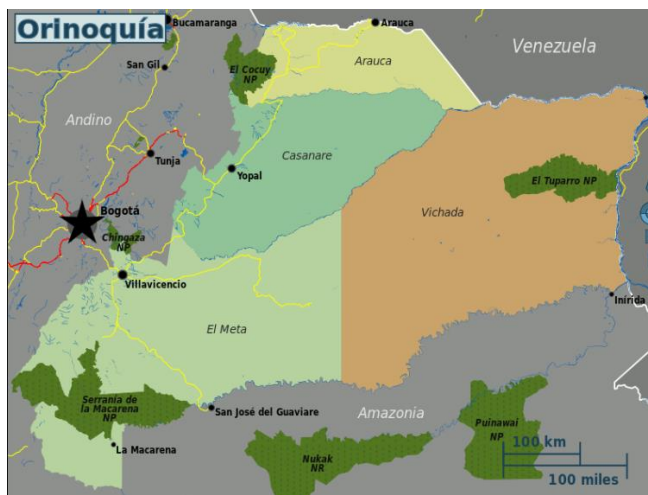 Orinoquía
Bucamaranga
Arauca
Venezuela
San Gil
El Cocuy
NP
Arauca
Andino
Tunja
Casanare
Yopal
El Tuparro NP
Bogotá
Vichada
Chingaza
NP
Villavicencio
Inírida
El Meta
Serranía de
la Macarena
NP
San José del Guaviare
Amazonia
Puinawai
NP
La Macarena
Nukak
NR
100 km
100 miles